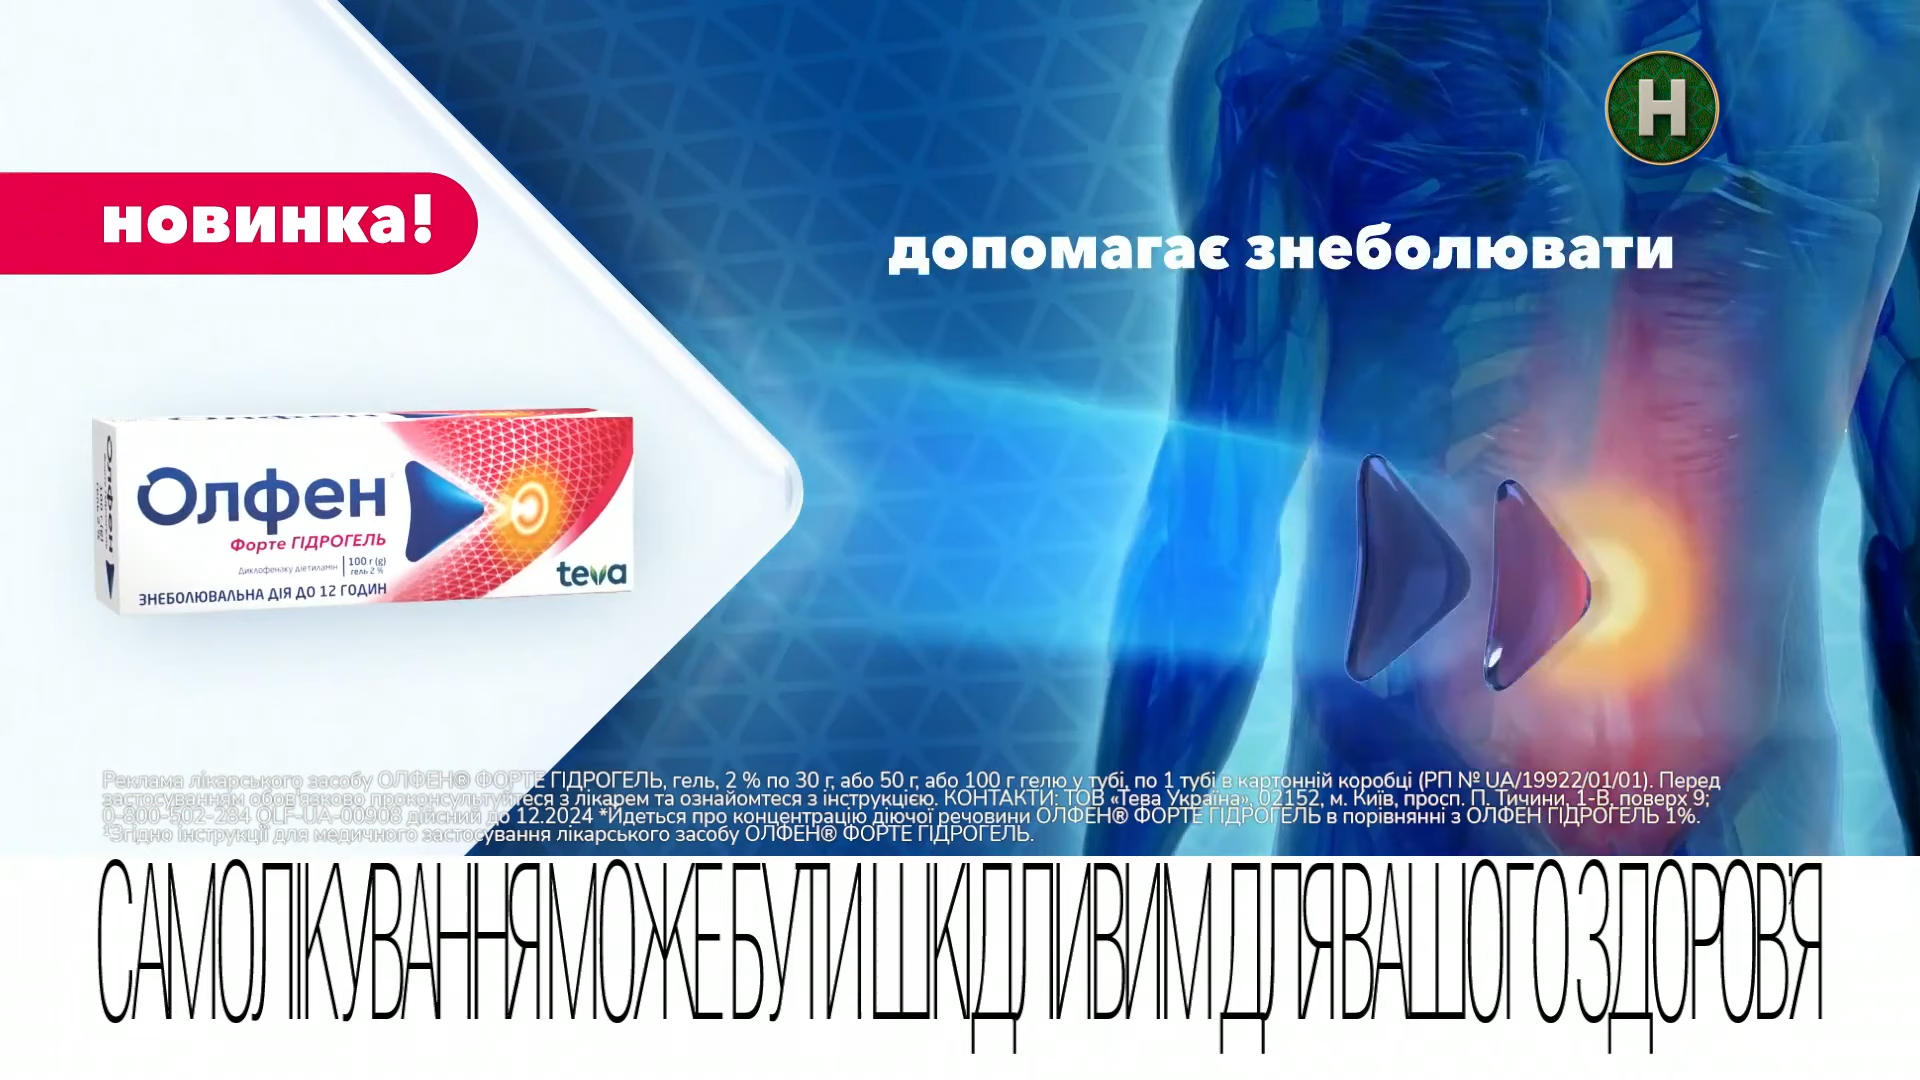 Н
новинка!
допомагає знеболювати
Олфен
Форте ГІДРОГЕЛЬ
Диклофенаку діетиламін
100 г (g)
гель 2 %
ЗНЕБОЛЮВАЛЬНА ДІЯ ДО 12 ГОДИН
teva
Реклама лікарського засобу ОЛФЕН® ФОРТЕ ГІДРОГЕЛЬ, гель, 2 % по 30 г, або 50 г, або 100 г гелю у тубі, по 1 тубі в картонній коробці (РП № UA/19922/01/01). Перед
застосуванням обов'язково проконсультуйтеся з лікарем та ознайомтеся з інструкцією. КОНТАКТИ: ТОВ «Тева Україна», 02152, м. Київ, просп. П. Тичини, 1-В, поверх 9;
0-800-502-284 OLF-UA-00908 дійсний до 12.2024 *Йдеться про концентрацію діючої речовини ОЛФЕН® ФОРТЕ ГІДРОГЕЛЬ в порівнянні з ОЛФЕН ГІДРОГЕЛЬ 1%.
¹Згідно інструкції для медичного застосування лікарського засобу ОЛФЕН® ФОРТЕ ГІДРОГЕЛЬ.
САМОЛІКУВАННЯ МОЖЕ БУТИ ШКІДЛИВИМ ДЛЯ ВАШОГО ЗДОРОВ'Я